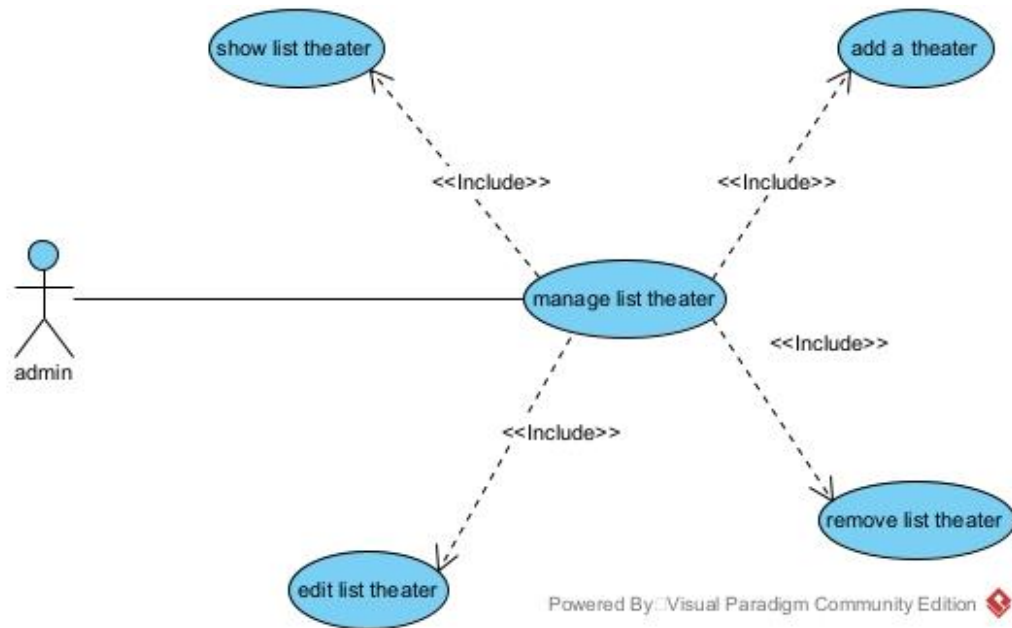 show list theater
add a theater
<<Include>>
<<Include>>
manage list theater
admin
<<Include>>
<<Include>>
remove list theater
edit list theater
Powered By Visual Paradigm Community Edition